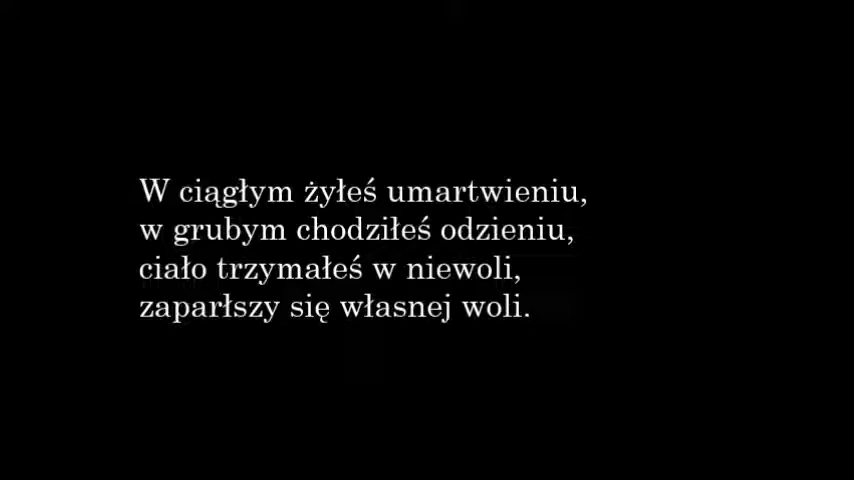 W ciągłym żyłeś umartwieniu,
w grubym chodziłeś odzieniu,
ciało trzymałeś w niewoli,
zaparłszy się własnej woli.